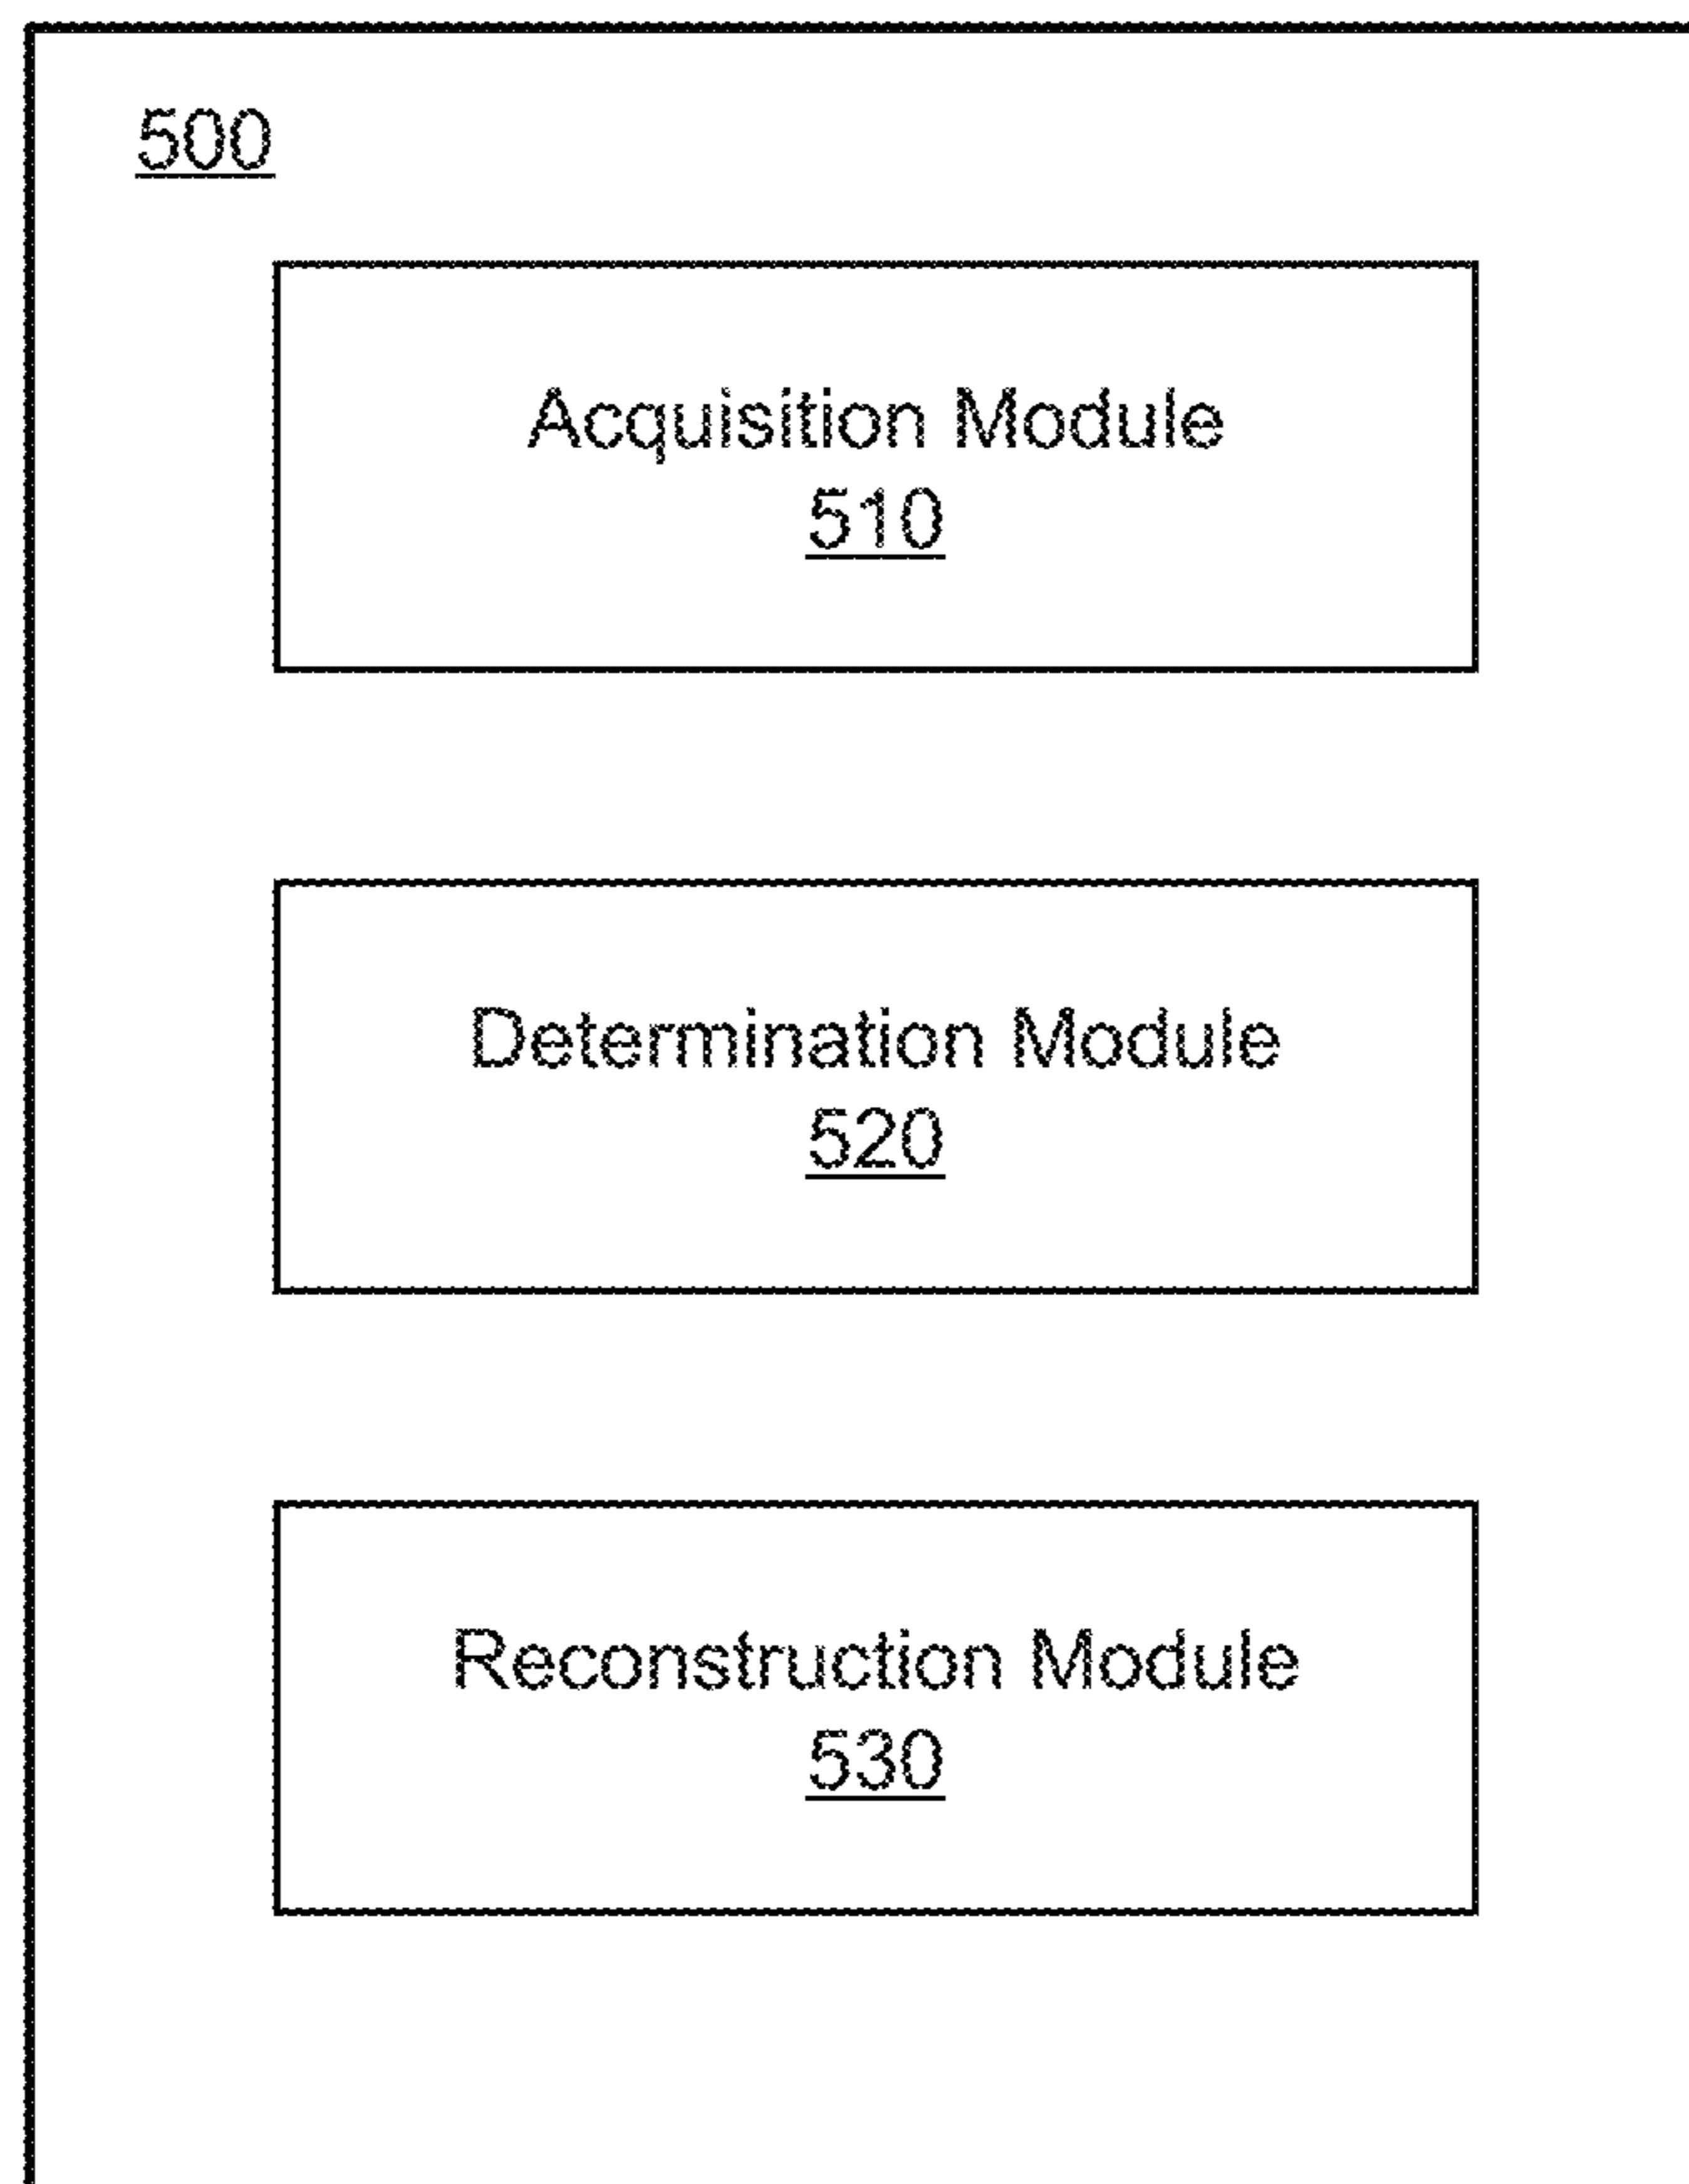 500
Acquisition Module
510
Determination Module
520
Reconstruction Module
530